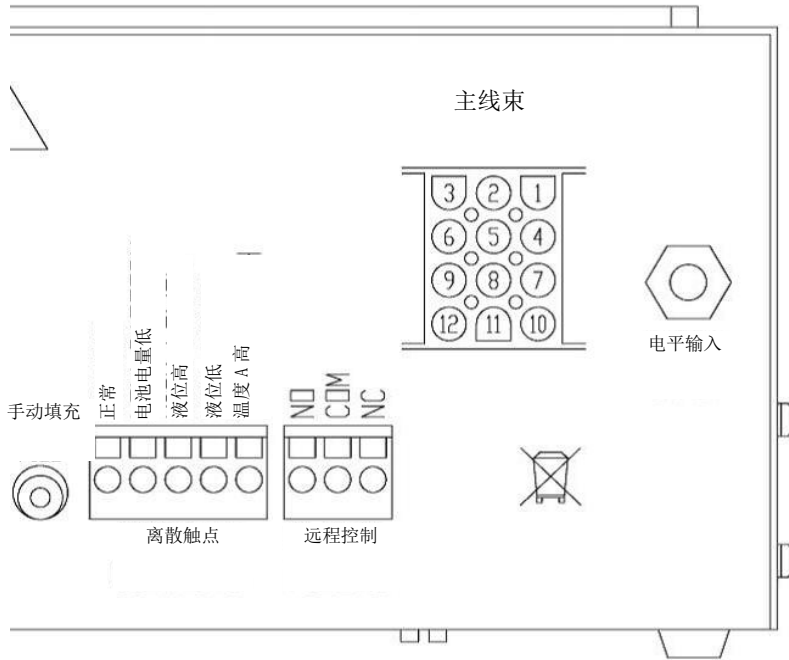 主线束
3 2 1
6 5 4
9 8 7
12 11 10
电平输入
手动填充
正常
电池电量低
液位高
液位低
温度 A 高
NO
COM
NC
离散触点
远程控制